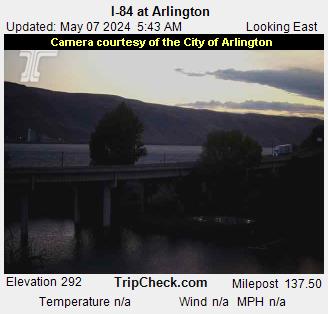 I-84 at Arlington
Updated: May 07 2024 5:43 AM Looking East
Camera courtesy of the City of Arlington
Elevation 292 TripCheck.com Milepost 137.50
Temperature n/a Wind n/a MPH n/a